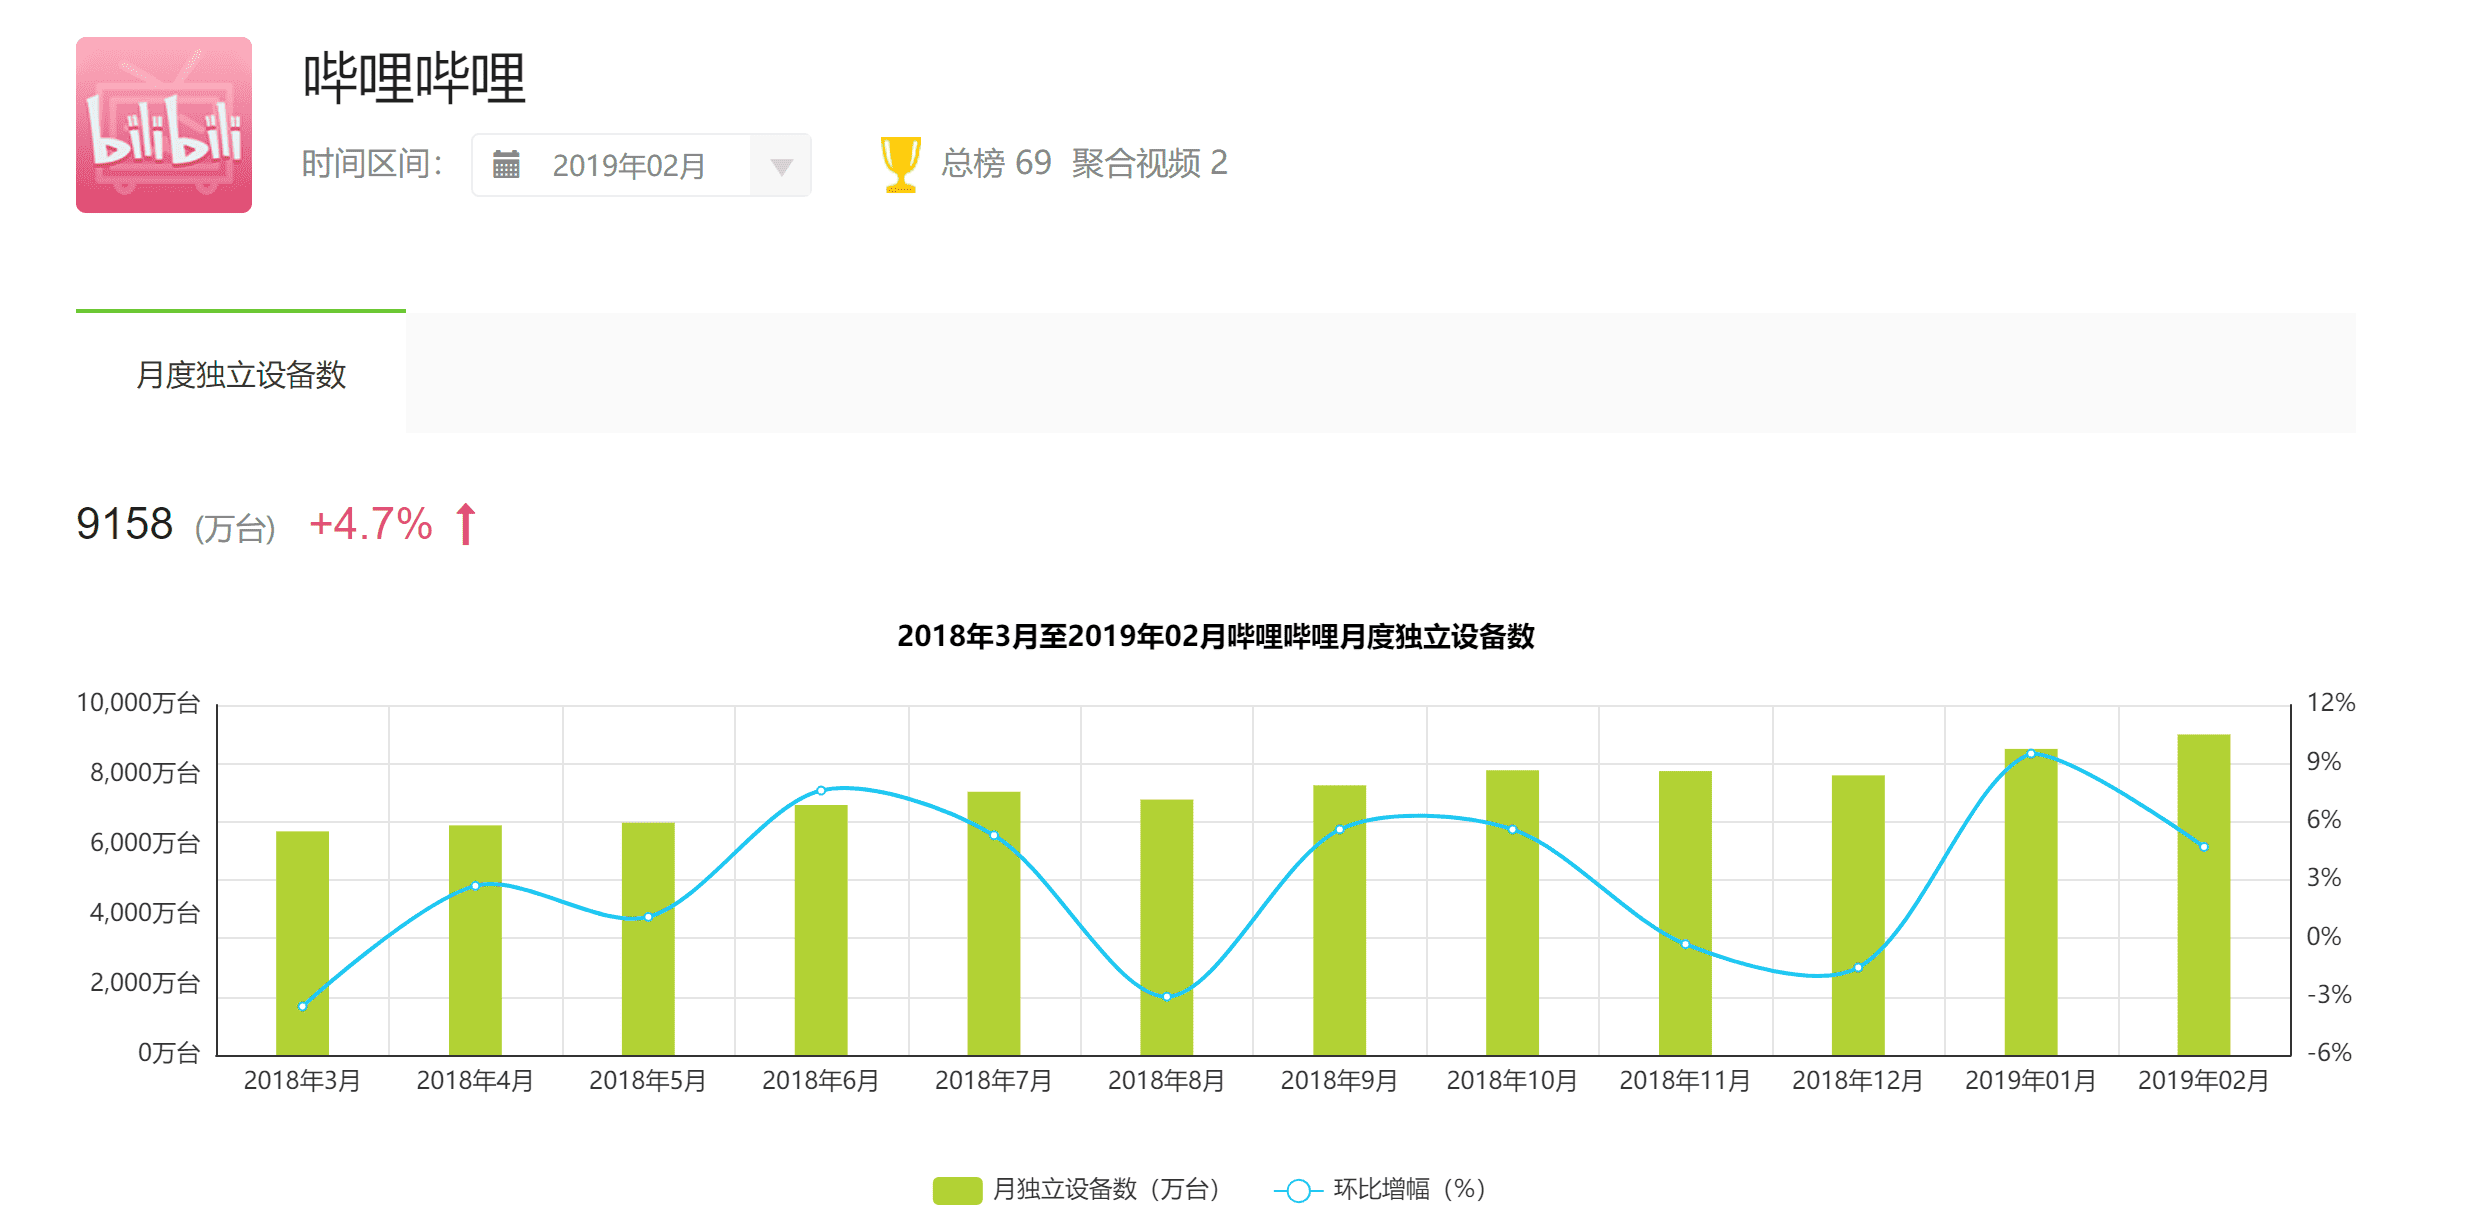 bilibili
哔哩哔哩
时间区间： 2019年02月 总榜 69 聚合视频 2
月度独立设备数
9158 (万台) +4.7%
2018年3月至2019年02月哔哩哔哩月度独立设备数
10,000万台
8,000万台
6,000万台
4,000万台
2,000万台
0万台
12%
9%
6%
3%
0%
-3%
-6%
2018年3月 2018年4月 2018年5月 2018年6月 2018年7月 2018年8月 2018年9月 2018年10月 2018年11月 2018年12月 2019年01月 2019年02月
月独立设备数（万台） 环比增幅（%）